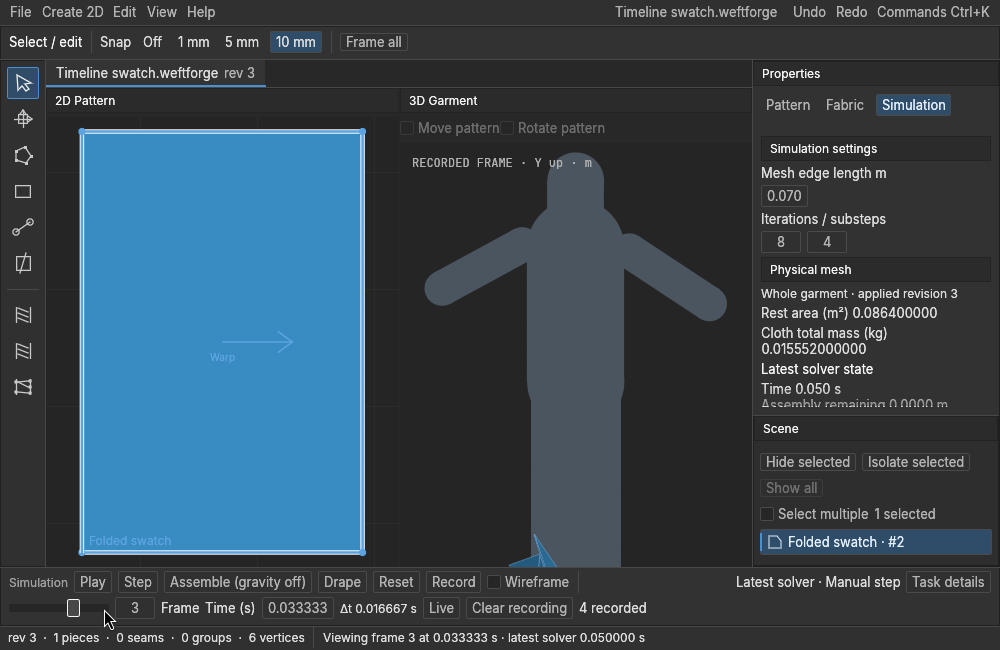 File Create 2D Edit View Help Timeline swatch.weftforge Undo Redo Commands Ctrl+K
Select / edit Snap Off 1 mm 5 mm 10 mm Frame all
Timeline swatch.weftforge rev 3
2D Pattern
3D Garment
Move pattern Rotate pattern
RECORDED FRAME · Y up · m
Warp
Folded swatch
Properties
Pattern Fabric Simulation
Simulation settings
Mesh edge length m
0.070
Iterations / substeps
8 4
Physical mesh
Whole garment · applied revision 3
Rest area (m²) 0.086400000
Cloth total mass (kg)
0.015552000000
Latest solver state
Time 0.050 s
Assembly remaining 0.0000 m
Scene
Hide selected Isolate selected
Show all
Select multiple 1 selected
Folded swatch · #2
Simulation Play Step Assemble (gravity off) Drape Reset Record Wireframe Latest solver · Manual step Task details
3 Frame Time (s) 0.033333 Δt 0.016667 s Live Clear recording 4 recorded
rev 3 · 1 pieces · 0 seams · 0 groups · 6 vertices Viewing frame 3 at 0.033333 s · latest solver 0.050000 s